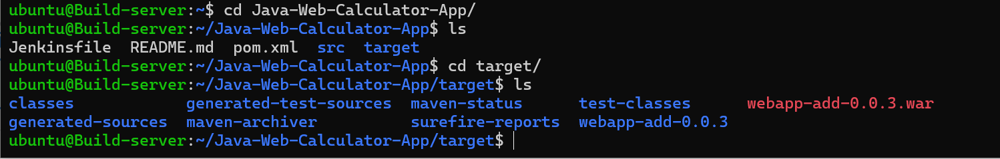 ubuntu@Build-server:~$ cd Java-Web-Calculator-App/
ubuntu@Build-server:~/Java-Web-Calculator-App$ ls
Jenkinsfile  README.md  pom.xml  src  target
ubuntu@Build-server:~/Java-Web-Calculator-App$ cd target/
ubuntu@Build-server:~/Java-Web-Calculator-App/target$ ls
classes            generated-test-sources  maven-status      test-classes      webapp-add-0.0.3.war
generated-sources  maven-archiver          surefire-reports  webapp-add-0.0.3
ubuntu@Build-server:~/Java-Web-Calculator-App/target$